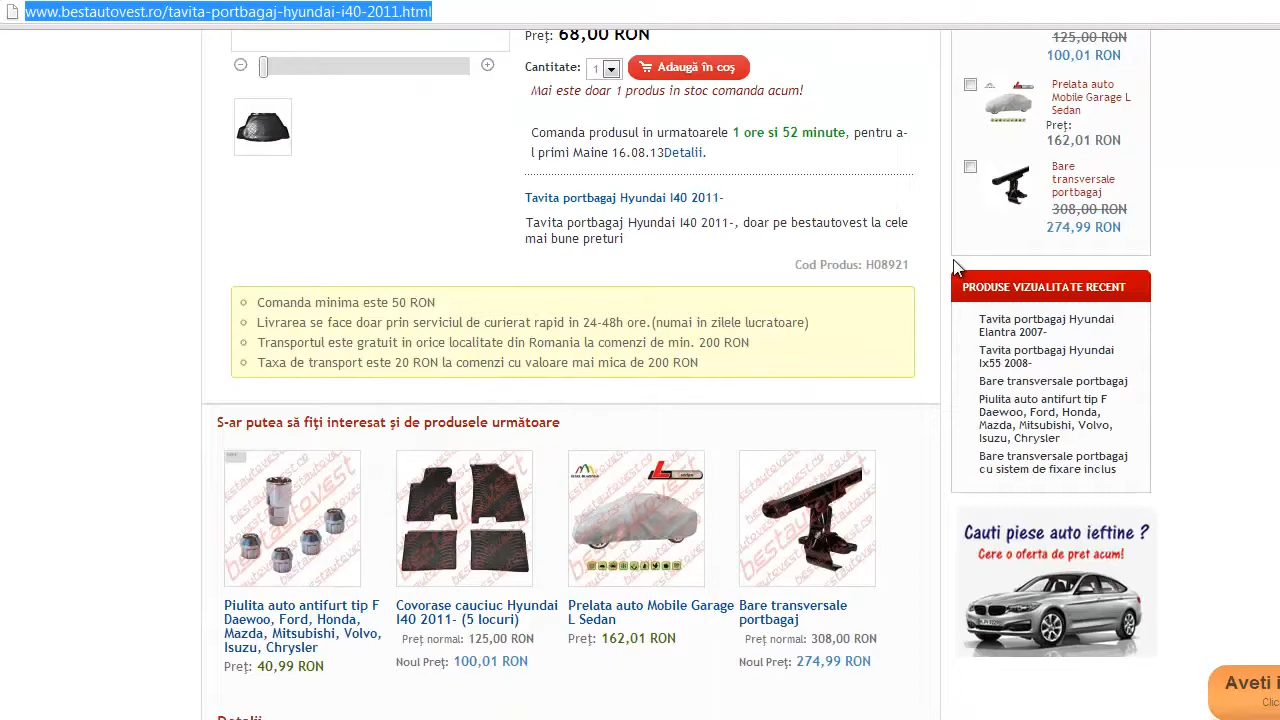 www.bestautovest.ro/tavita-portbagaj-hyundai-i40-2011.html
Preț: 68,00 RON
Cantitate: 1 Adaugă în coș
Mai este doar 1 produs in stoc comanda acum!
Comanda produsul in urmatoarele 1 ore si 52 minute, pentru a-
l primi Maine 16.08.13Detalii.
Tavita portbagaj Hyundai I40 2011-
Tavita portbagaj Hyundai I40 2011-, doar pe bestautovest la cele
mai bune preturi
Cod Produs: H08921
Comanda minima este 50 RON
Livrarea se face doar prin serviciul de curierat rapid in 24-48h ore.(numai in zilele lucratoare)
Transportul este gratuit in orice localitate din Romania la comenzi de min. 200 RON
Taxa de transport este 20 RON la comenzi cu valoare mai mica de 200 RON
S-ar putea să fiți interesat și de produsele următoare
bestautovest.ro
bestautovest
bestautovest
bestautovest
L sedan
Piulita auto antifurt tip F
Daewoo, Ford, Honda,
Mazda, Mitsubishi, Volvo,
Isuzu, Chrysler
Preț: 40,99 RON
Covorase cauciuc Hyundai
I40 2011- (5 locuri)
Preț normal: 125,00 RON
Noul Preț: 100,01 RON
Prelata auto Mobile Garage
L Sedan
Preț: 162,01 RON
Bare transversale
portbagaj
Preț normal: 308,00 RON
Noul Preț: 274,99 RON
125,00 RON
100,01 RON
Prelata auto
Mobile Garage L
Sedan
Preț:
162,01 RON
Bare
transversale
portbagaj
308,00 RON
274,99 RON
PRODUSE VIZUALITATE RECENT
Tavita portbagaj Hyundai
Elantra 2007-
Tavita portbagaj Hyundai
Ix55 2008-
Bare transversale portbagaj
Piulita auto antifurt tip F
Daewoo, Ford, Honda,
Mazda, Mitsubishi, Volvo,
Isuzu, Chrysler
Bare transversale portbagaj
cu sistem de fixare inclus
Cauti piese auto ieftine ?
Cere o oferta de pret acum!
Aveti i
Clic
Detalii